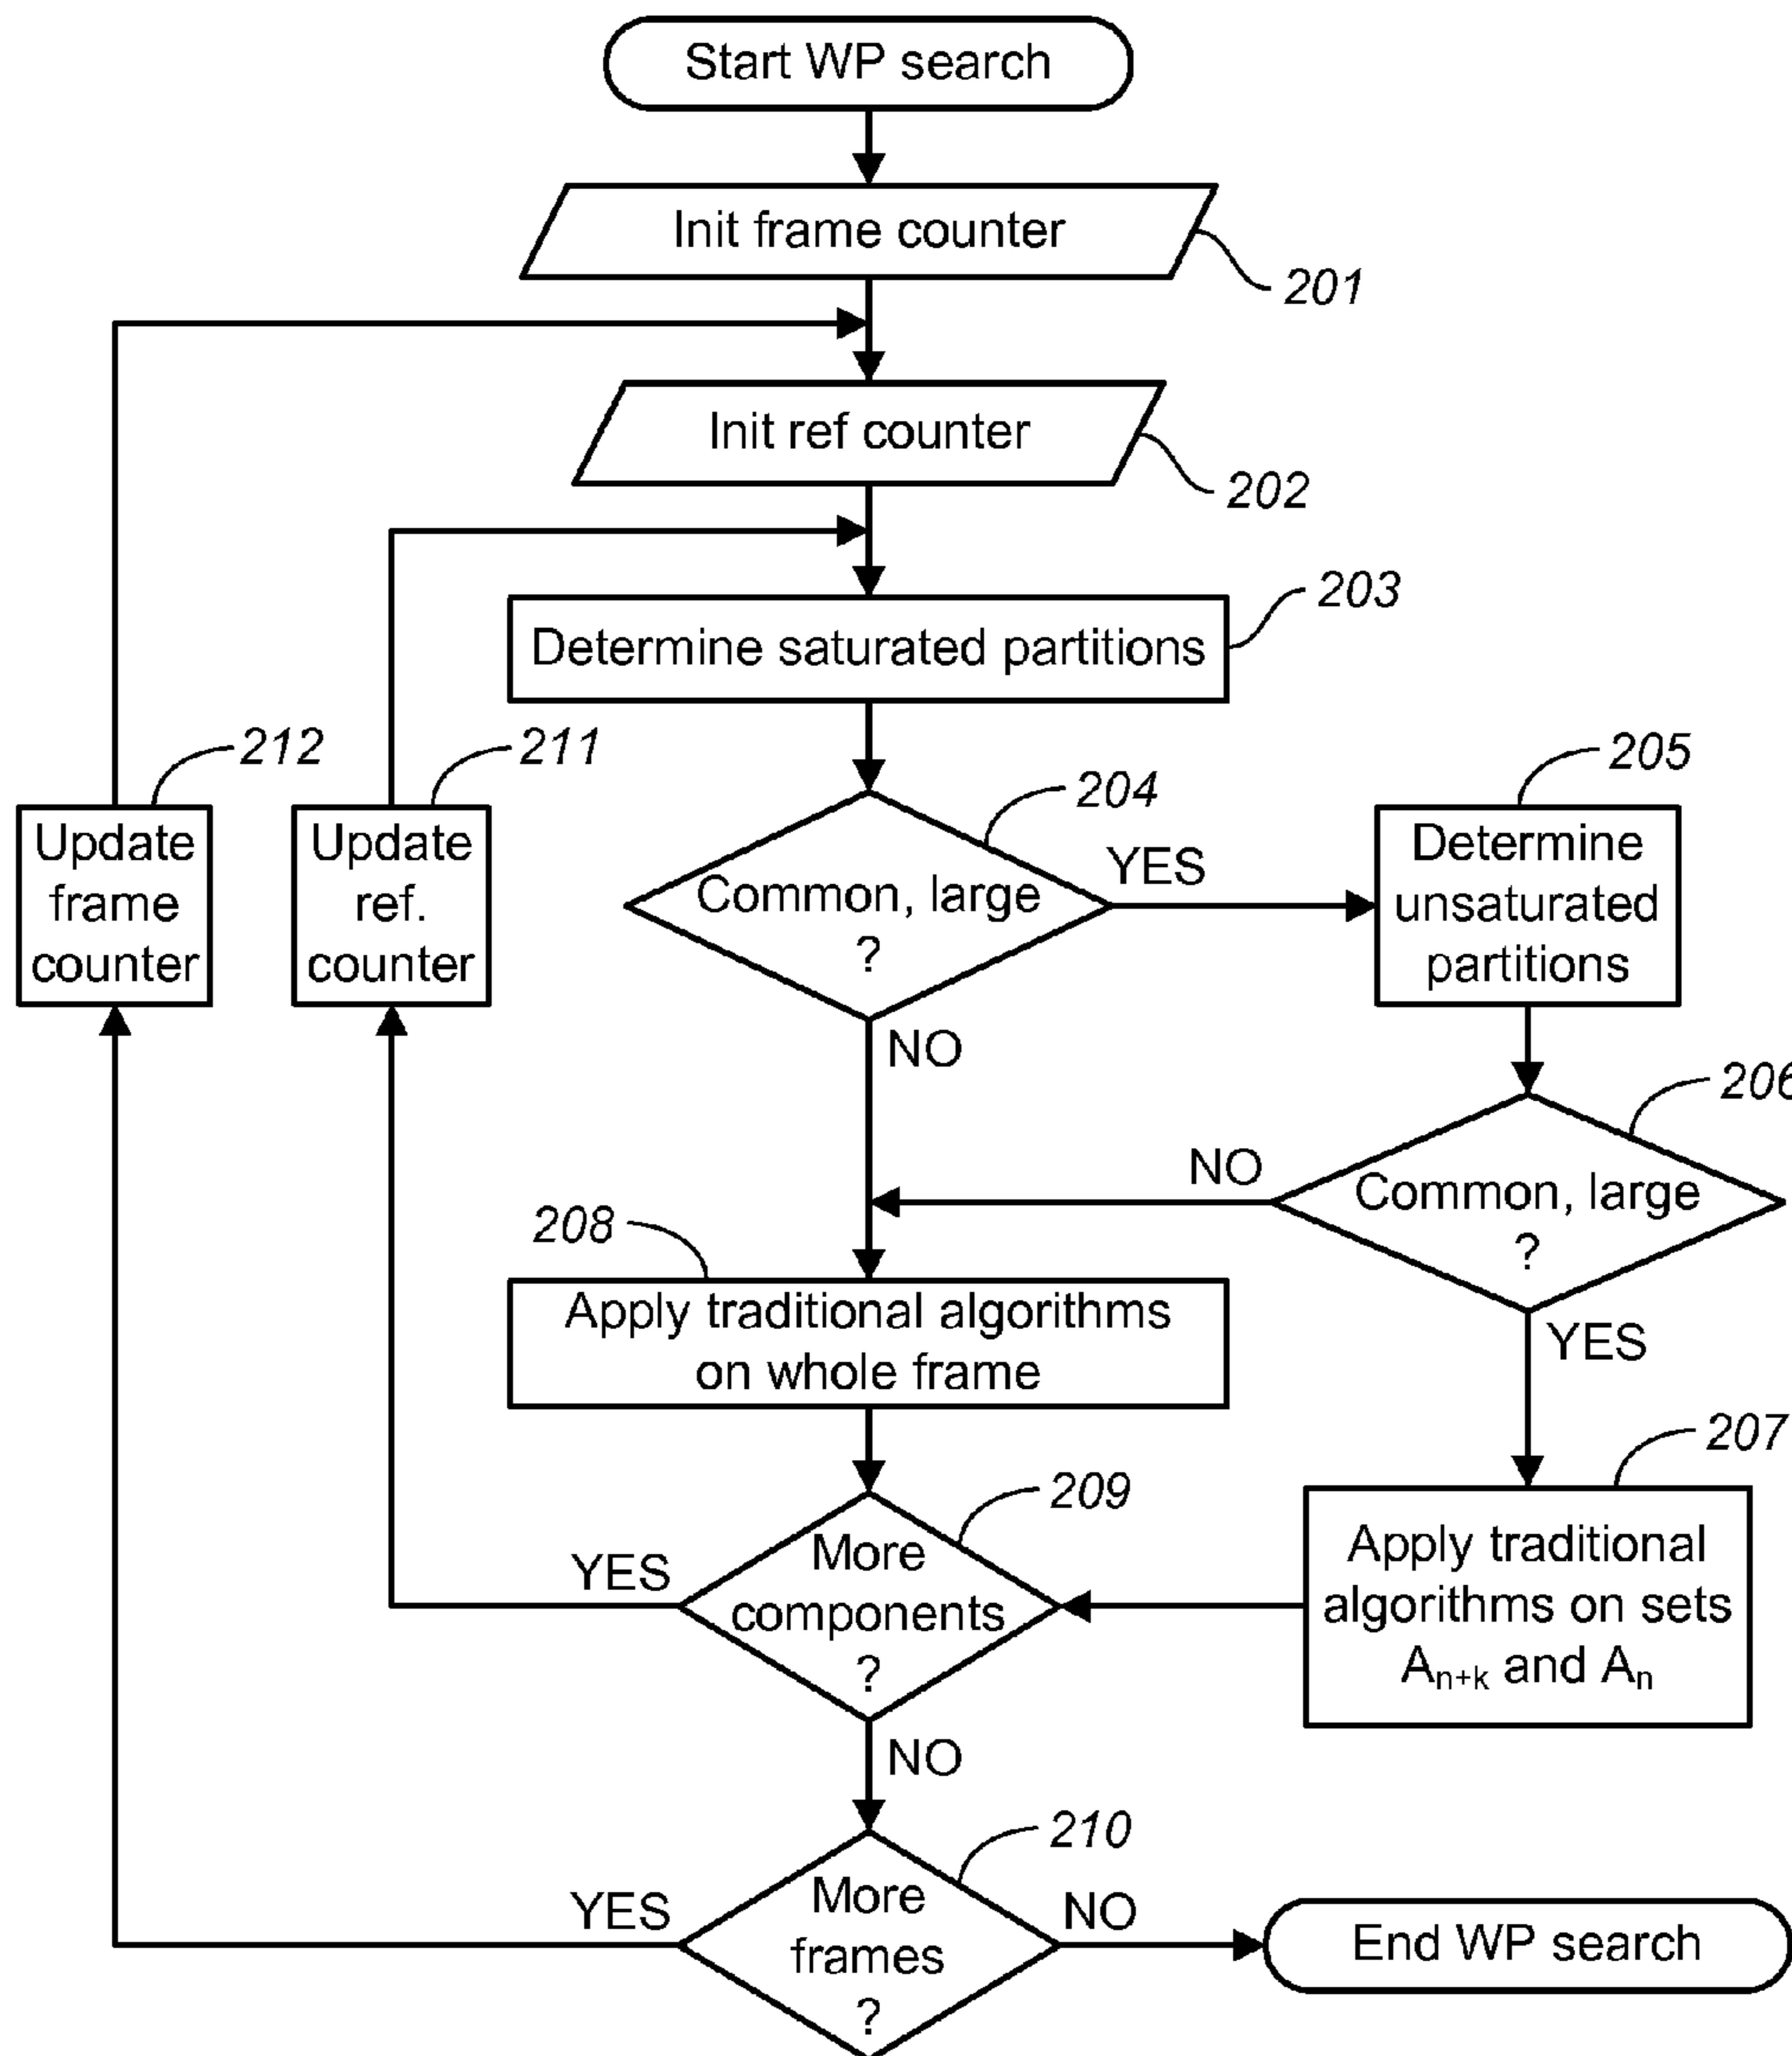 Start WP search
Init frame counter
201
Init ref counter
202
Determine saturated partitions
203
212
211
204
205
Update
frame
counter
Update
ref.
counter
Common, large
?
YES
NO
Determine
unsaturated
partitions
206
Common, large
?
NO
YES
208
Apply traditional algorithms
on whole frame
207
Apply traditional
algorithms on sets
Aₙ₊ₖ and Aₙ
209
More
components
?
YES
NO
210
More
frames
?
YES
NO
End WP search